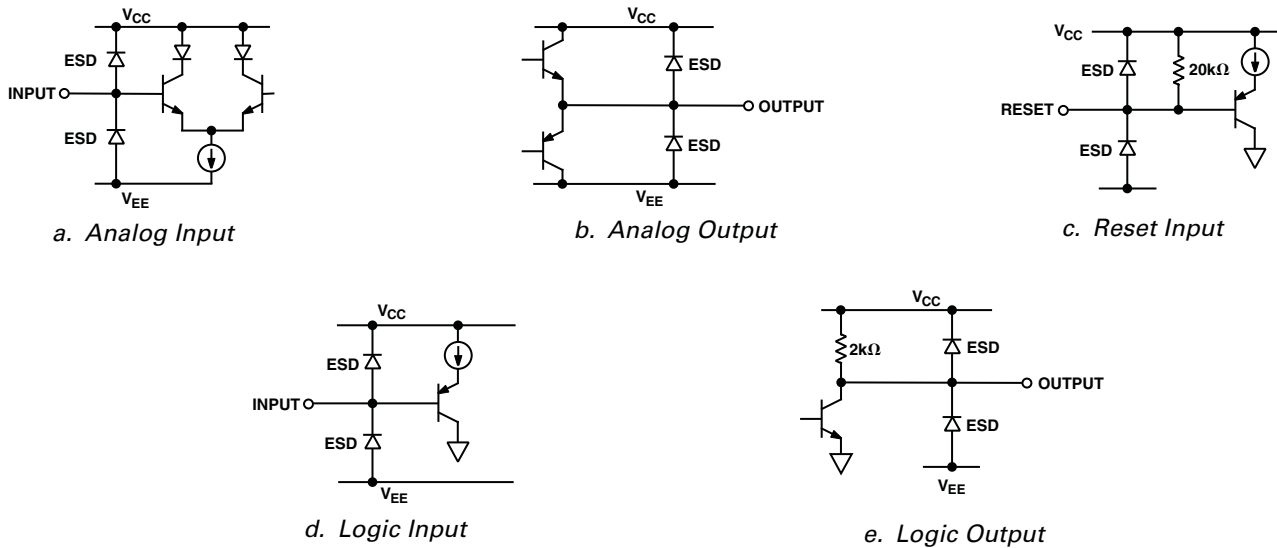 VCC
ESD
INPUT
ESD
VEE
a. Analog Input
VCC
ESD
OUTPUT
ESD
VEE
b. Analog Output
VCC
ESD
20kΩ
RESET
ESD
c. Reset Input
VCC
ESD
INPUT
ESD
VEE
d. Logic Input
VCC
2kΩ
ESD
OUTPUT
ESD
VEE
e. Logic Output